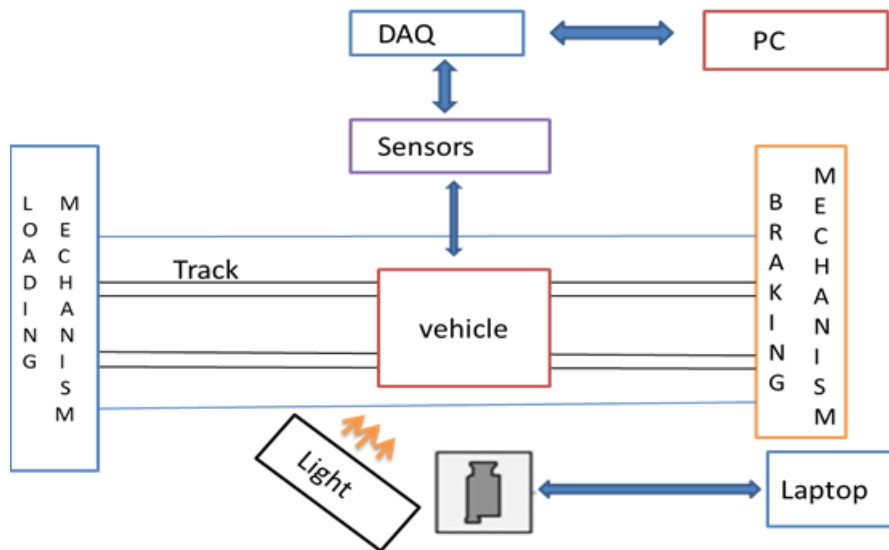 DAQ
PC
Sensors
LOADING
MECHANISM
Track
vehicle
BRAKING
MECHANISM
Light
Laptop